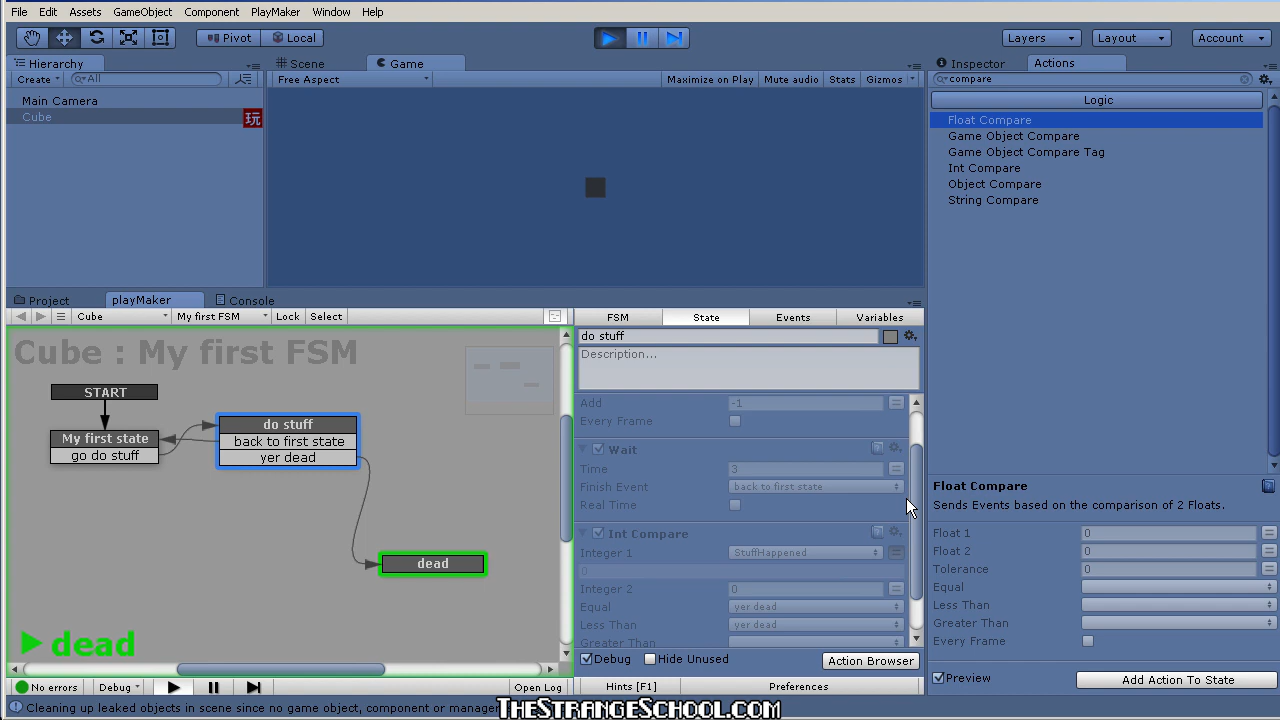 File Edit Assets GameObject Component PlayMaker Window Help
Pivot Local Layers Layout Account
Hierarchy Scene Game Inspector Actions
Create All Free Aspect Maximize on Play Mute audio Stats Gizmos compare
Main Camera
Cube 玩
Logic
Float Compare
Game Object Compare
Game Object Compare Tag
Int Compare
Object Compare
String Compare
Project playMaker Console
Cube My first FSM Lock Select
FSM State Events Variables
Cube : My first FSM
START
My first state
go do stuff
do stuff
back to first state
yer dead
dead
dead
do stuff
Description...
Add -1
Every Frame
Wait
Time 3
Finish Event back to first state
Real Time
Int Compare
Integer 1 StuffHappened
0
Integer 2 0
Equal yer dead
Less Than yer dead
Greater Than
Debug Hide Unused Action Browser
Hints [F1] Preferences
Float Compare
Sends Events based on the comparison of 2 Floats.
Float 1 0
Float 2 0
Tolerance 0
Equal
Less Than
Greater Than
Every Frame
Preview Add Action To State
No errors Debug Open Log
Cleaning up leaked objects in scene since no game object, component or manager
THESTRANGESCHOOL.COM